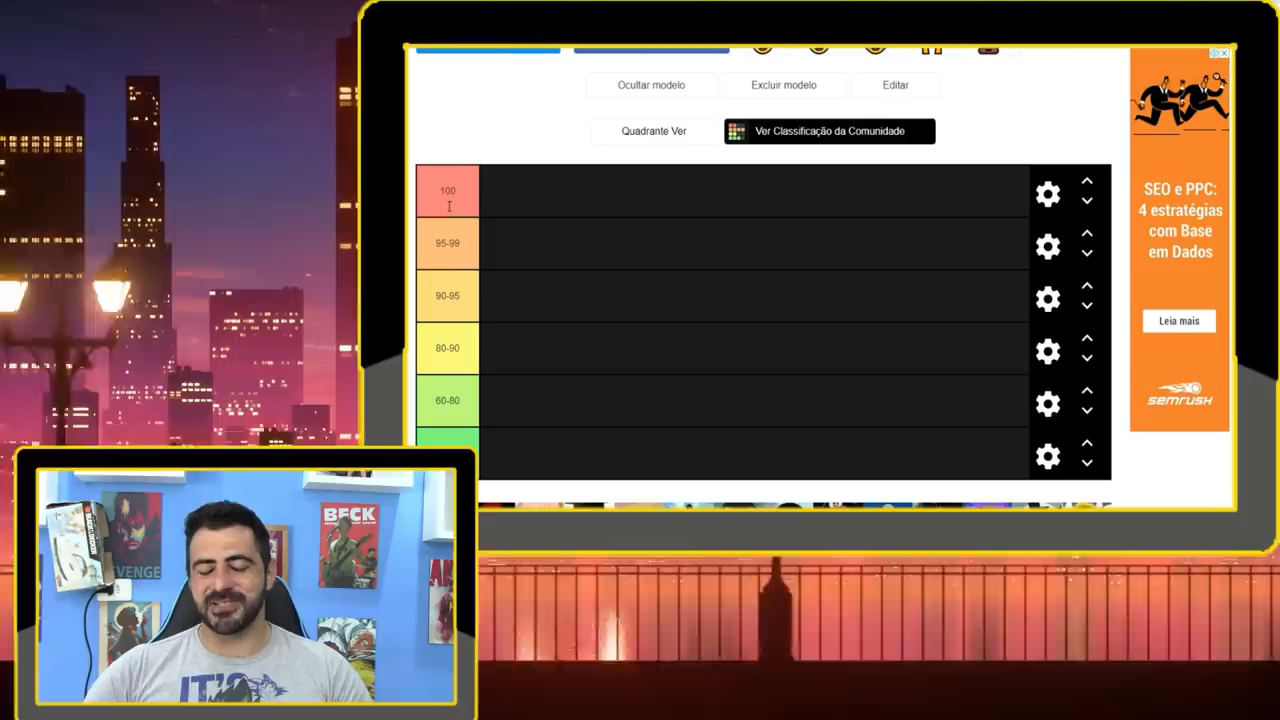 Ocultar modelo
Excluir modelo
Editar
Quadrante Ver
Ver Classificação da Comunidade
100
95-99
90-95
80-90
60-80
SEO e PPC:
4 estratégias
com Base
em Dados
Leia mais
SEMRUSH
BECK
VENGE
IT'S